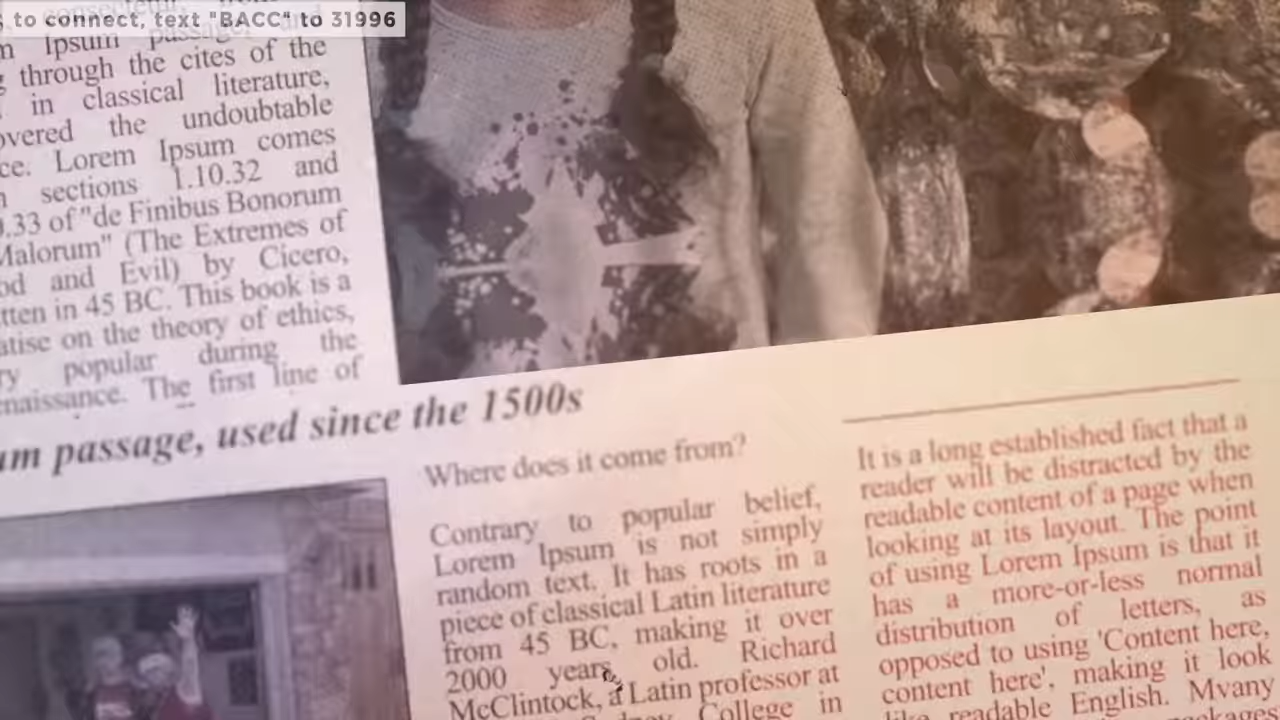 to connect, text "BACC" to 31996
Ipsum passage,
through the cites of the
in classical literature,
the undoubtable
Lorem Ipsum comes
sections 1.10.32 and
.33 of "de Finibus Bonorum
Malorum" (The Extremes of
and Evil) by Cicero,
in 45 BC. This book is a
on the theory of ethics,
popular during the
The first line of
passage, used since the 1500s
Where does it come from?
Contrary to popular belief,
Lorem Ipsum is not simply
random text. It has roots in a
piece of classical Latin literature
from 45 BC, making it over
2000 years old. Richard
McClintock, a Latin professor at
College in
It is a long established fact that a
reader will be distracted by the
readable content of a page when
looking at its layout. The point
of using Lorem Ipsum is that it
has a more-or-less normal
distribution of letters, as
opposed to using 'Content here,
content here', making it look
like readable English. Mvany